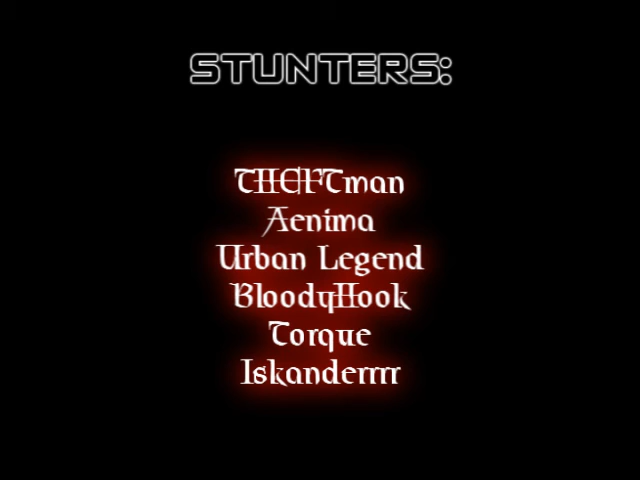 STUNTERS:
THEFTman
Aenima
Urban Legend
BloodyHook
Torque
Iskanderrrr